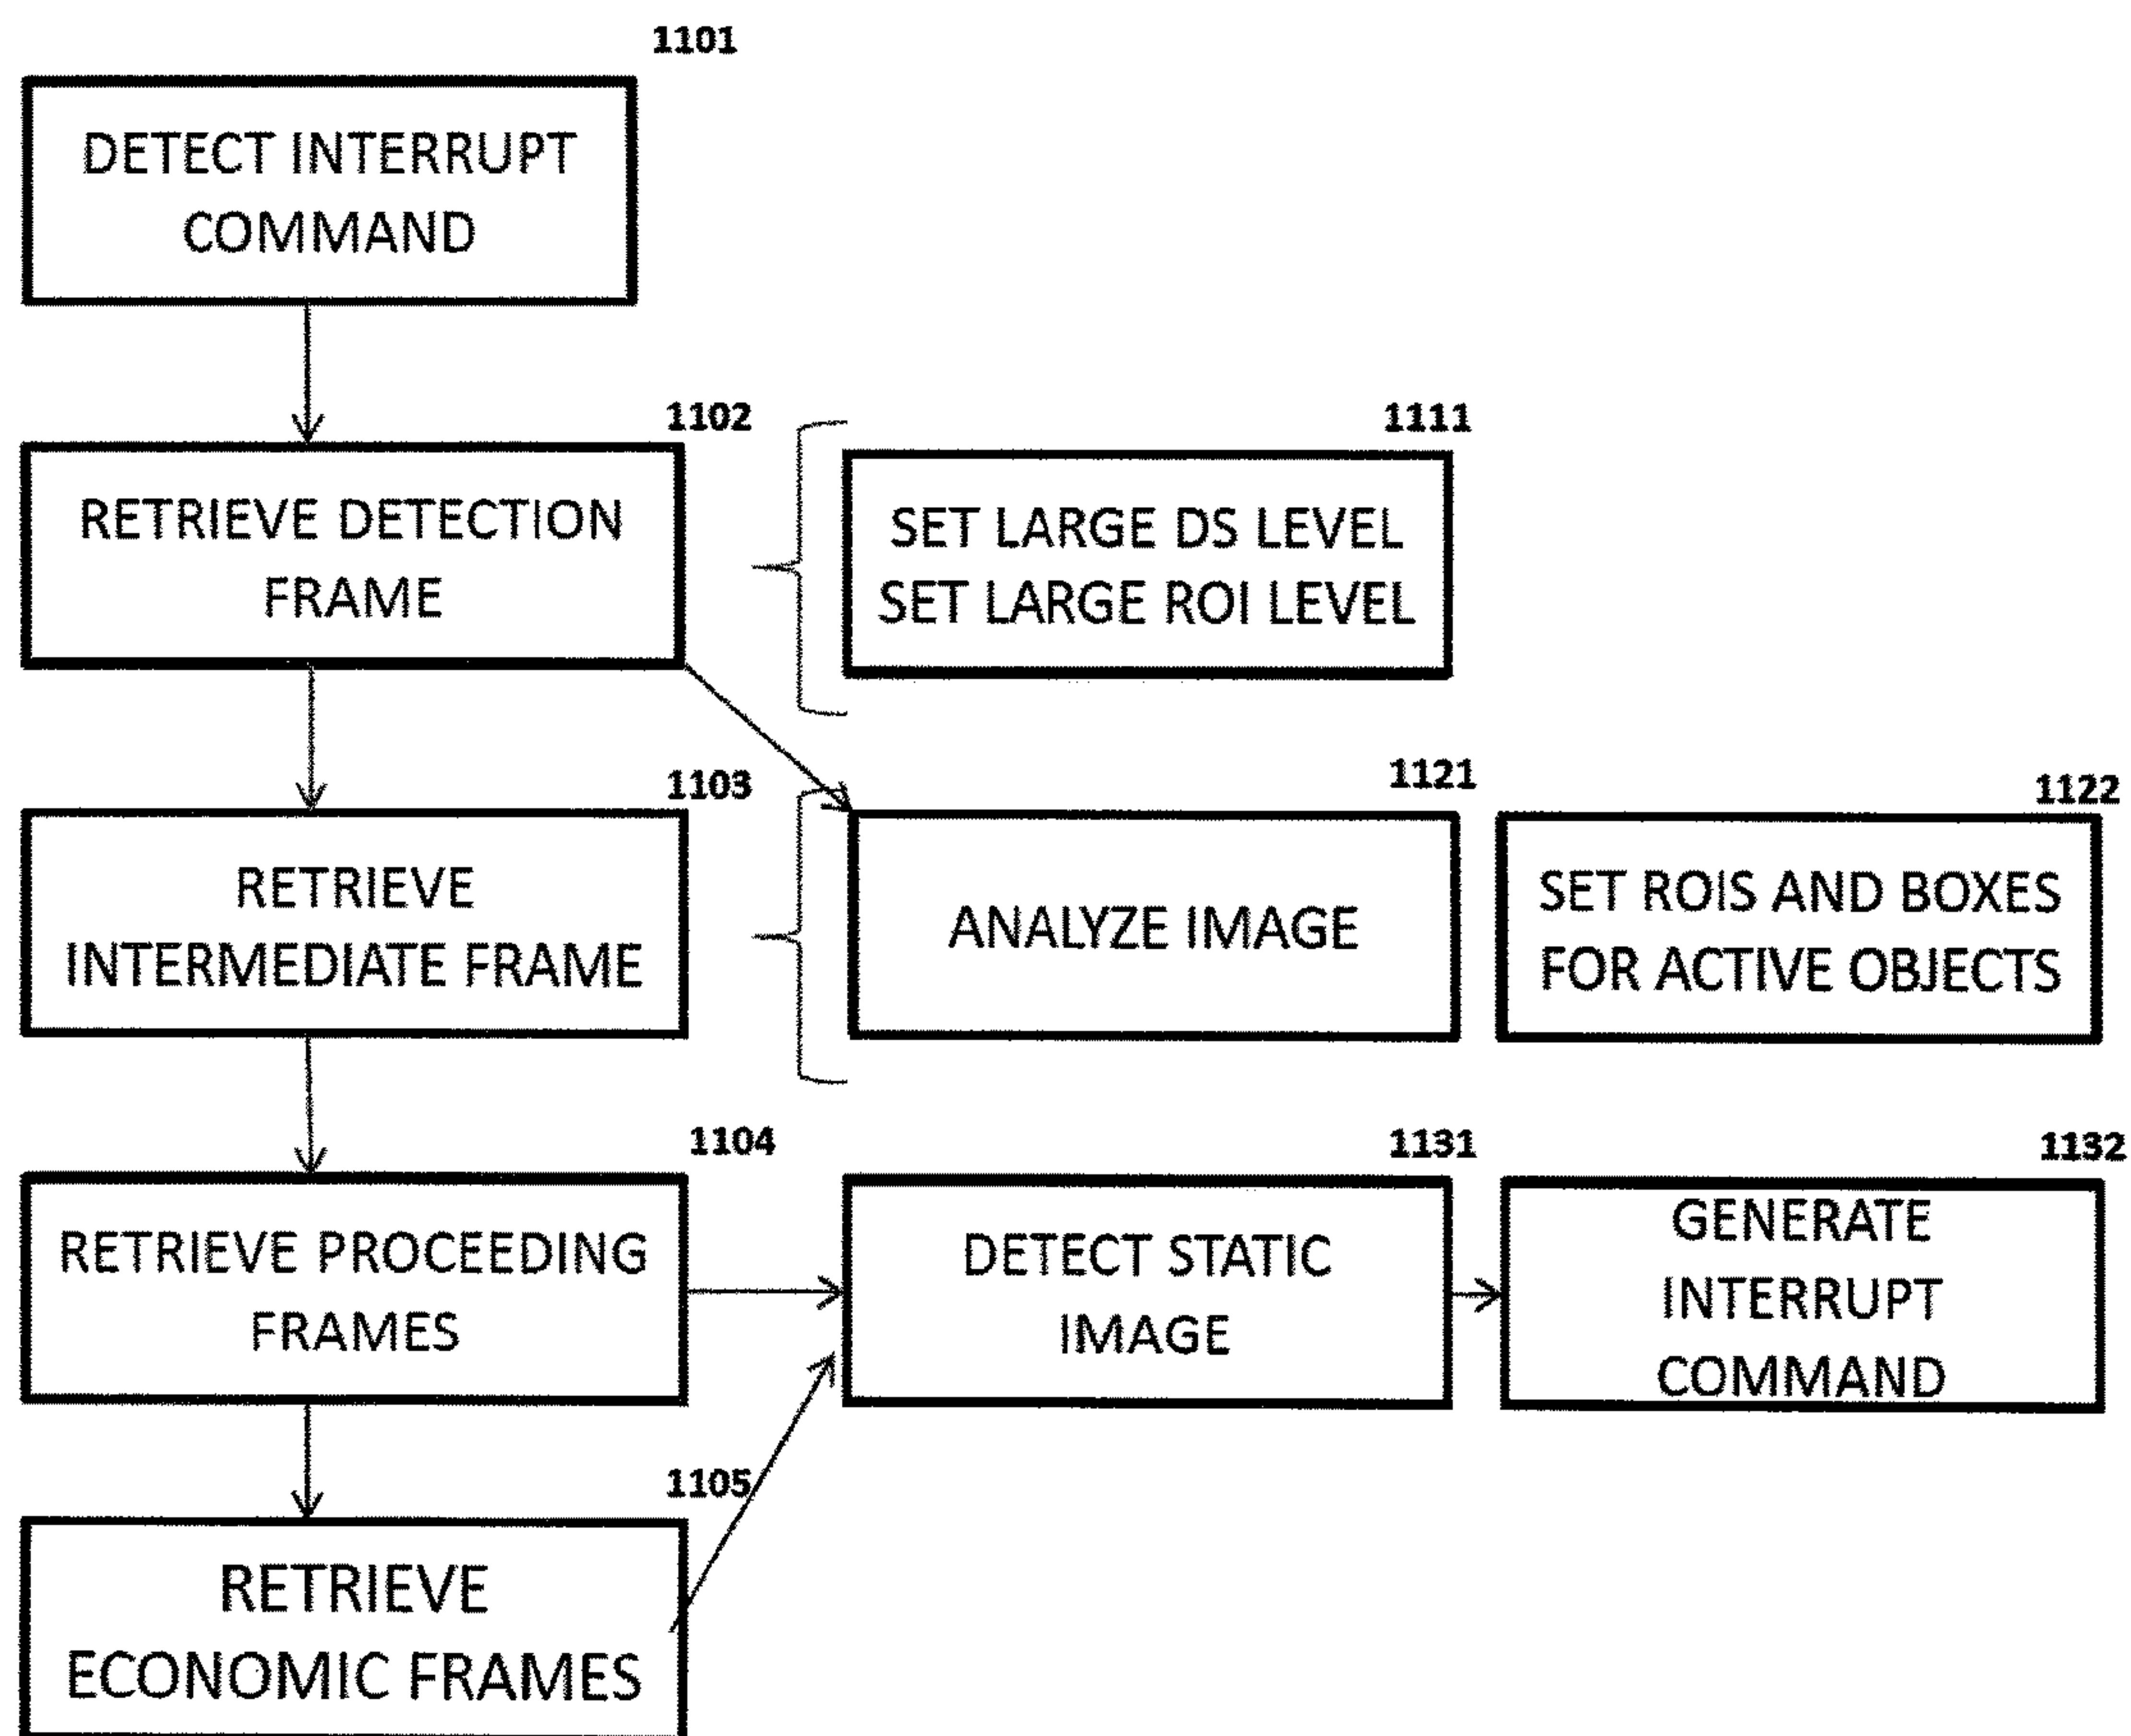 1101
DETECT INTERRUPT
COMMAND
1102
RETRIEVE DETECTION
FRAME
1111
SET LARGE DS LEVEL
SET LARGE ROI LEVEL
1103
RETRIEVE
INTERMEDIATE FRAME
1121
ANALYZE IMAGE
1122
SET ROIS AND BOXES
FOR ACTIVE OBJECTS
1104
RETRIEVE PROCEEDING
FRAMES
1131
DETECT STATIC
IMAGE
1132
GENERATE
INTERRUPT
COMMAND
1105
RETRIEVE
ECONOMIC FRAMES